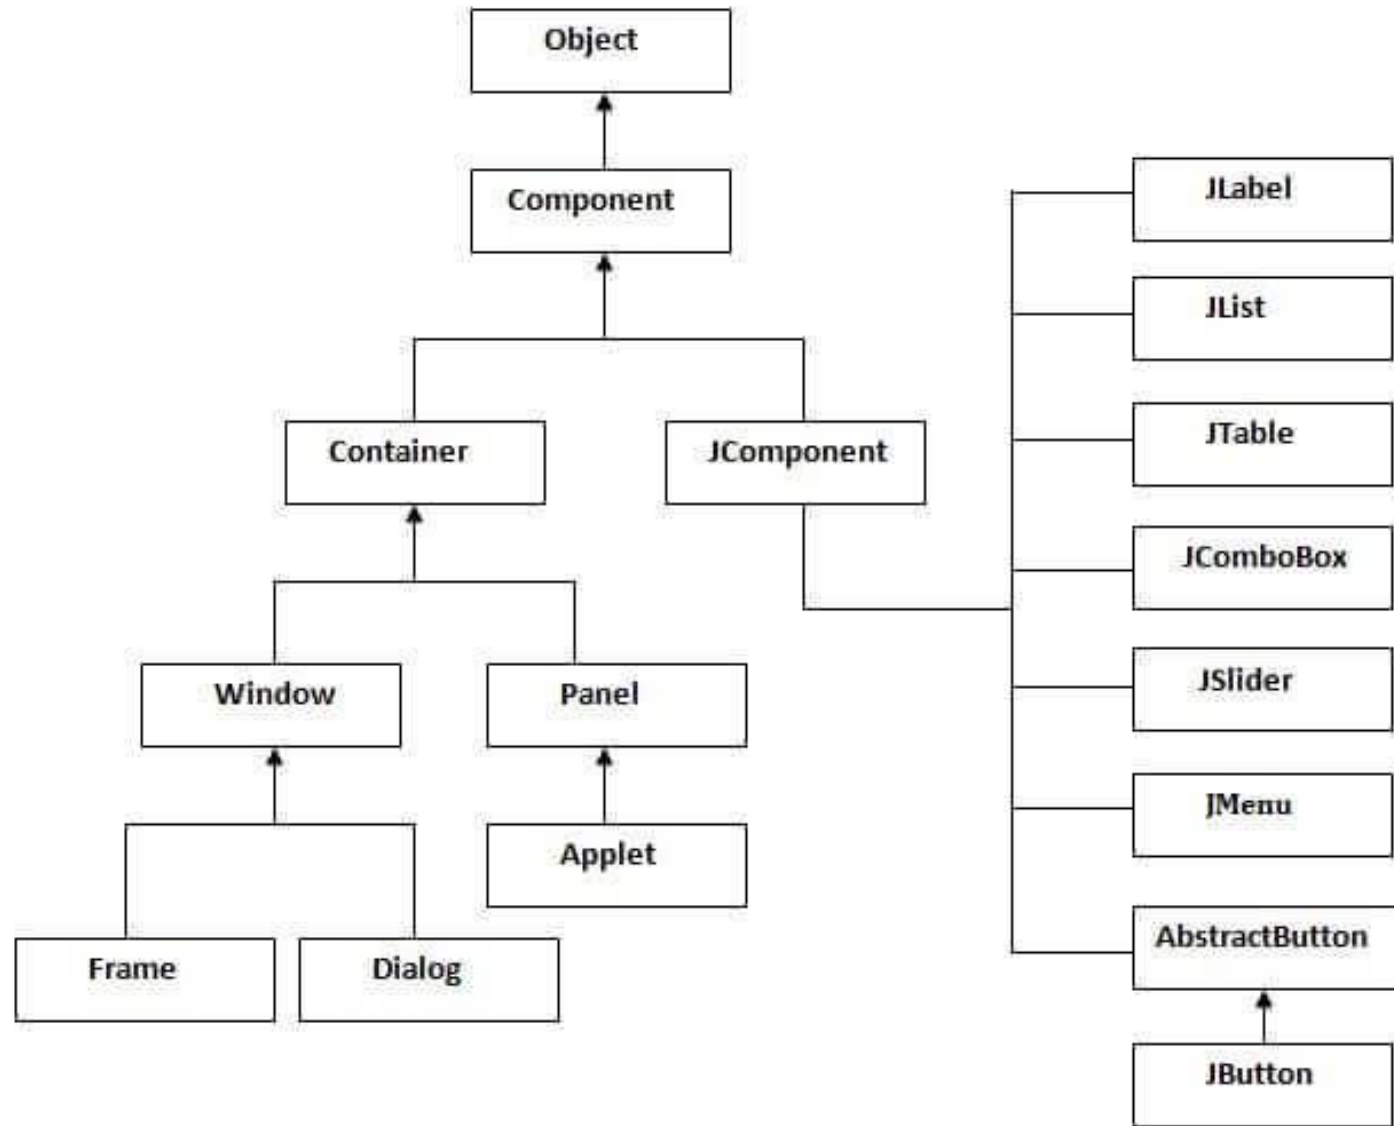 Object
Component
Container
JComponent
Window
Panel
Applet
Frame
Dialog
JLabel
JList
JTable
JComboBox
JSlider
JMenu
AbstractButton
JButton